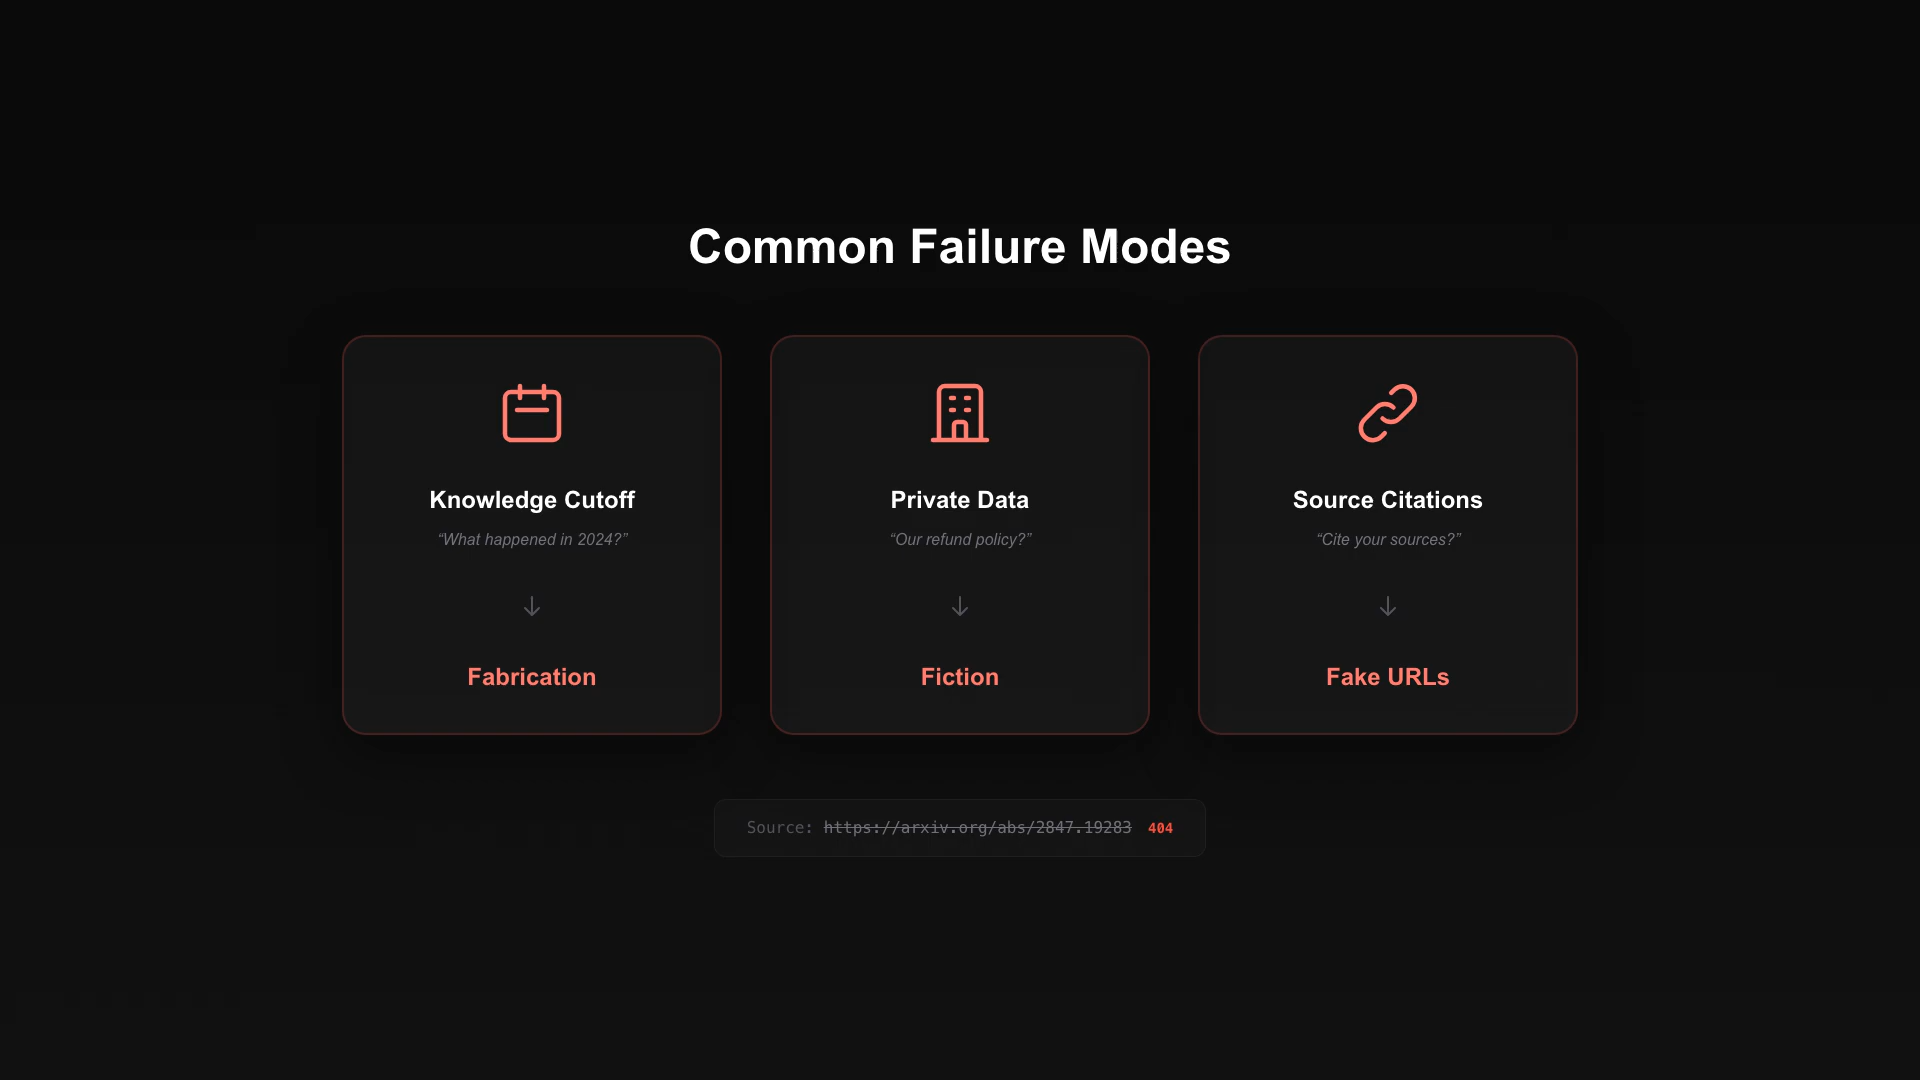 Common Failure Modes
Knowledge Cutoff
“What happened in 2024?”
Fabrication
Private Data
“Our refund policy?”
Fiction
Source Citations
“Cite your sources?”
Fake URLs
Source: https://arxiv.org/abs/2847.19283 404